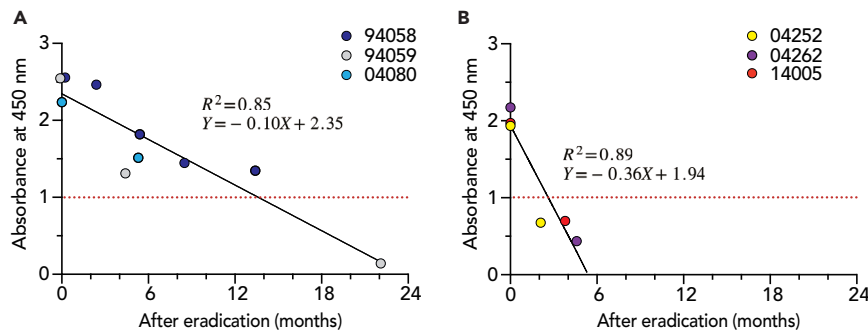 A
Absorbance at 450 nm
3
2
1
0
94058
94059
04080
R²=0.85
Y=−0.10X+2.35
0 6 12 18 24
After eradication (months)
B
Absorbance at 450 nm
3
2
1
0
04252
04262
14005
R²=0.89
Y=−0.36X+1.94
0 6 12 18 24
After eradication (months)